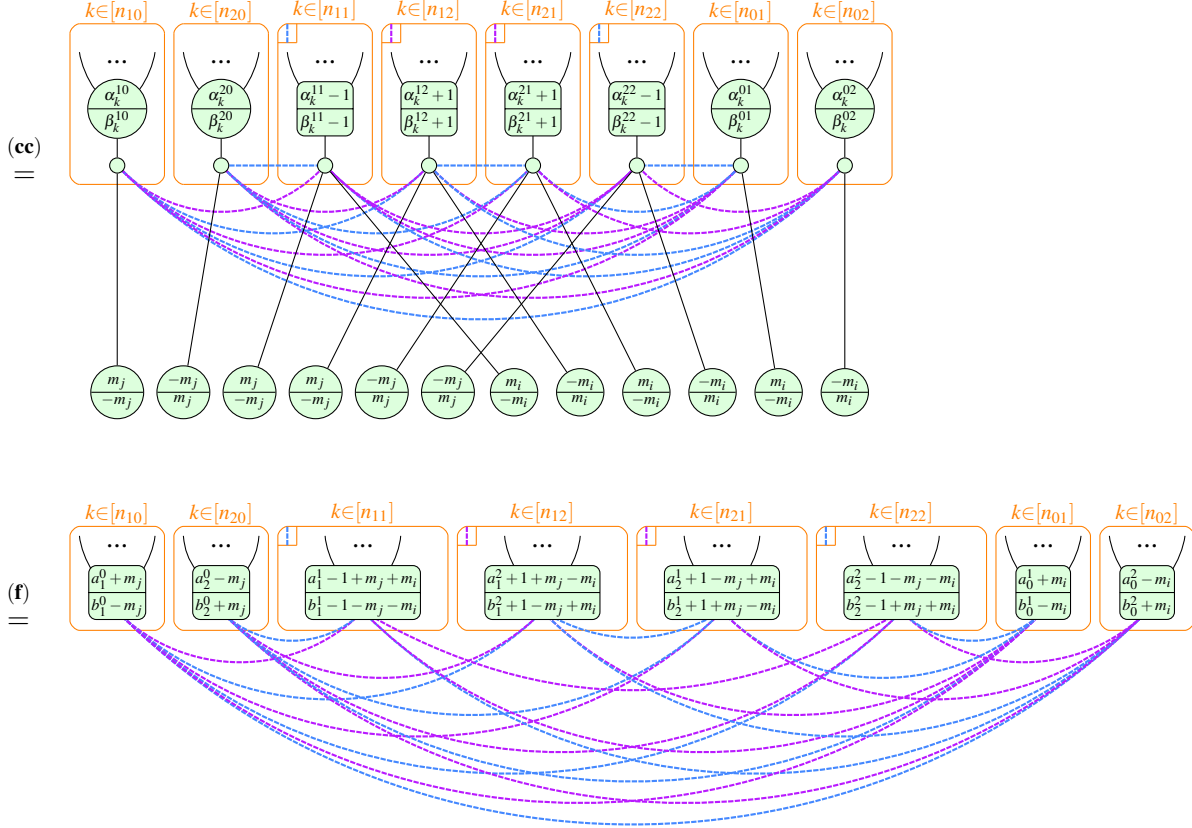 k∈[n₁₀] k∈[n₂₀] k∈[n₁₁] k∈[n₁₂] k∈[n₂₁] k∈[n₂₂] k∈[n₀₁] k∈[n₀₂]
... ... ... ... ... ... ... ...
α_k^{10} α_k^{20} α_k^{11}−1 α_k^{12}+1 α_k^{21}+1 α_k^{22}−1 α_k^{01} α_k^{02}
β_k^{10} β_k^{20} β_k^{11}−1 β_k^{12}+1 β_k^{21}+1 β_k^{22}−1 β_k^{01} β_k^{02}
(cc)
=
m_j −m_j m_j m_j −m_j −m_j m_i −m_i m_i −m_i m_i −m_i
−m_j m_j −m_j −m_j m_j m_j −m_i m_i −m_i m_i −m_i m_i
k∈[n₁₀] k∈[n₂₀] k∈[n₁₁] k∈[n₁₂] k∈[n₂₁] k∈[n₂₂] k∈[n₀₁] k∈[n₀₂]
... ... ... ... ... ... ... ...
a_1^0+m_j a_2^0−m_j a_1^1−1+m_j+m_i a_1^2+1+m_j−m_i a_2^1+1−m_j+m_i a_2^2−1−m_j−m_i a_0^1+m_i a_0^2−m_i
b_1^0−m_j b_2^0+m_j b_1^1−1−m_j−m_i b_1^2+1−m_j+m_i b_2^1+1+m_j−m_i b_2^2−1+m_j+m_i b_0^1−m_i b_0^2+m_i
(f)
=